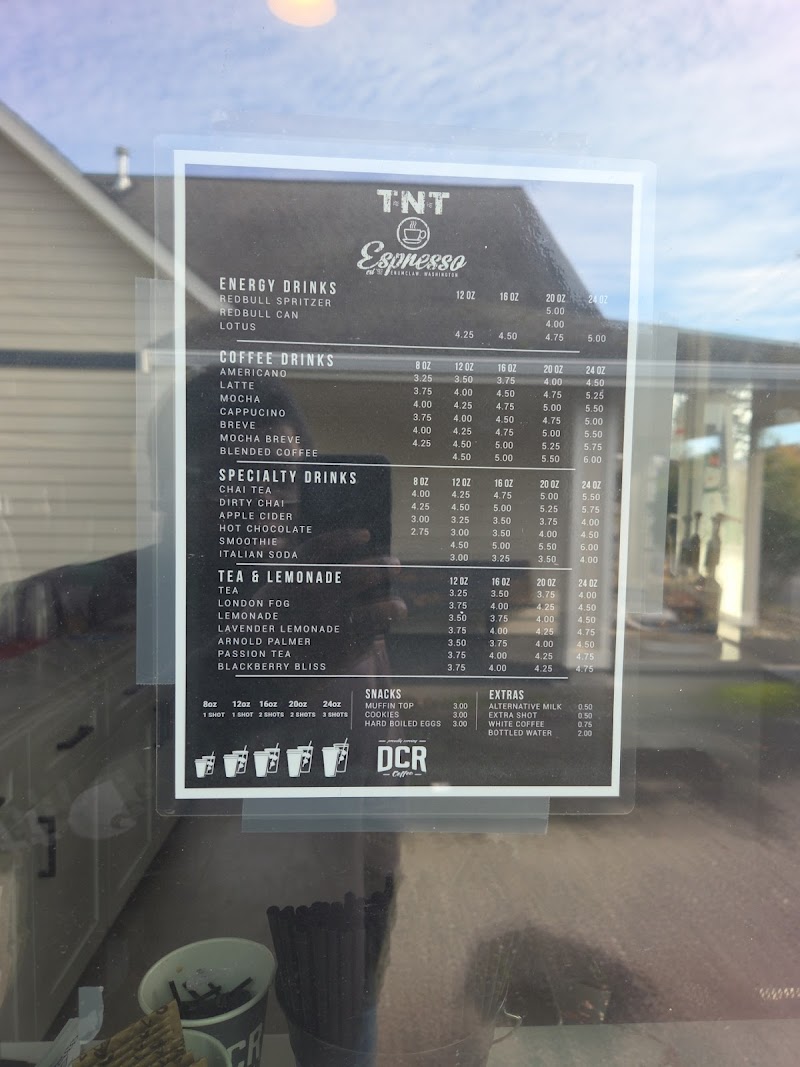 TNT
Espresso
ENUMCLAW WASHINGTON
ENERGY DRINKS 12 OZ 16 OZ 20 OZ 24 OZ
REDBULL SPRITZER 5.00
REDBULL CAN 4.00
LOTUS 4.25 4.50 4.75 5.00
COFFEE DRINKS 8 OZ 12 OZ 16 OZ 20 OZ 24 OZ
AMERICANO 3.25 3.50 3.75 4.00 4.50
LATTE 3.75 4.00 4.50 4.75 5.25
MOCHA 4.00 4.25 4.75 5.00 5.50
CAPPUCINO 3.75 4.00 4.50 4.75 5.00
BREVE 4.00 4.25 4.75 5.00 5.50
MOCHA BREVE 4.25 4.50 5.00 5.25 5.75
BLENDED COFFEE 4.50 5.00 5.50 6.00
SPECIALTY DRINKS 8 OZ 12 OZ 16 OZ 20 OZ 24 OZ
CHAI TEA 4.00 4.25 4.75 5.00 5.50
DIRTY CHAI 4.25 4.50 5.00 5.25 5.75
APPLE CIDER 3.00 3.25 3.50 3.75 4.00
HOT CHOCOLATE 2.75 3.00 3.50 4.00 4.50
SMOOTHIE 4.50 5.00 5.50 6.00
ITALIAN SODA 3.00 3.25 3.50 4.00
TEA & LEMONADE 12 OZ 16 OZ 20 OZ 24 OZ
TEA 3.25 3.50 3.75 4.00
LONDON FOG 3.75 4.00 4.25 4.50
LEMONADE 3.50 3.75 4.00 4.50
LAVENDER LEMONADE 3.75 4.00 4.25 4.75
ARNOLD PALMER 3.50 3.75 4.00 4.50
PASSION TEA 3.75 4.00 4.25 4.75
BLACKBERRY BLISS 3.75 4.00 4.25 4.75
8oz 12oz 16oz 20oz 24oz
1 SHOT 1 SHOT 2 SHOTS 2 SHOTS 3 SHOTS
SNACKS
MUFFIN TOP 3.00
COOKIES 3.00
HARD BOILED EGGS 3.00
EXTRAS
ALTERNATIVE MILK 0.50
EXTRA SHOT 0.50
WHITE COFFEE 0.75
BOTTLED WATER 2.00
proudly serving
DCR
Coffee